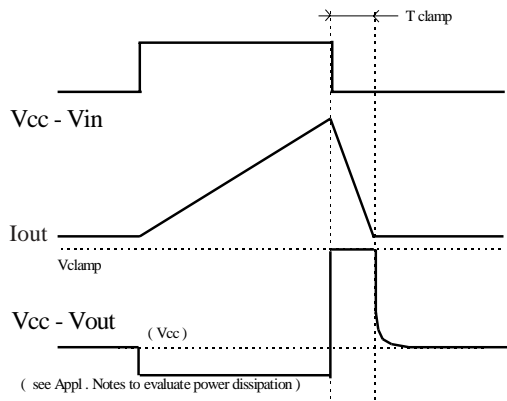 T clamp
Vcc - Vin
Iout
Vclamp
Vcc - Vout
( Vcc )
( see Appl . Notes to evaluate power dissipation )